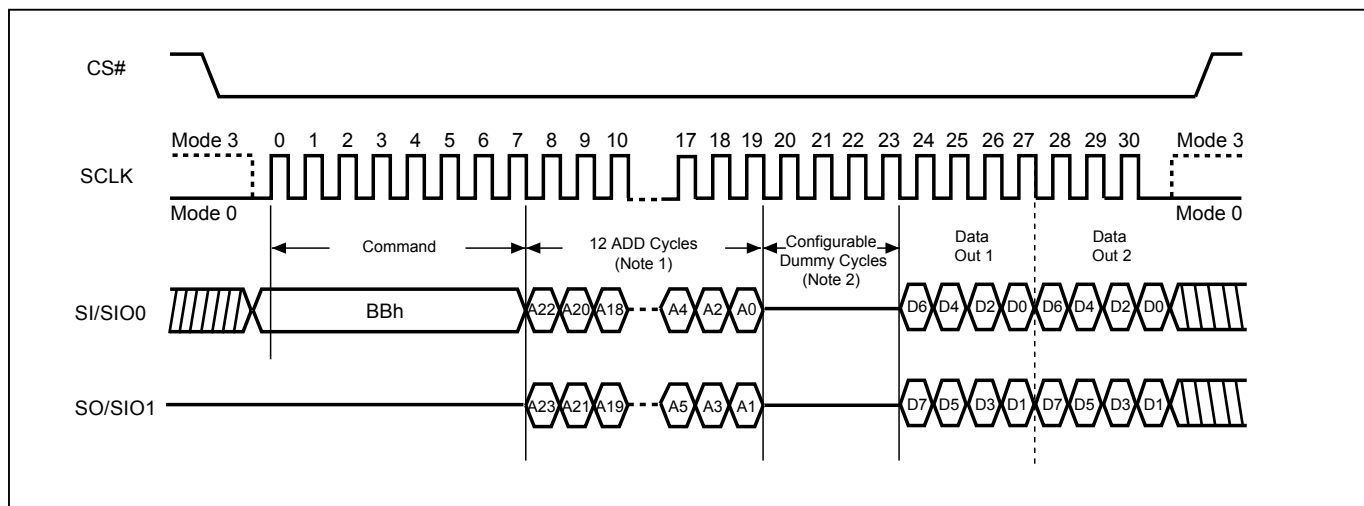 CS#
Mode 3 0 1 2 3 4 5 6 7 8 9 10 17 18 19 20 21 22 23 24 25 26 27 28 29 30 Mode 3
SCLK
Mode 0 Mode 0
Command
12 ADD Cycles
(Note 1)
Configurable
Dummy Cycles
(Note 2)
Data
Out 1
Data
Out 2
SI/SIO0 BBh A22 A20 A18 A4 A2 A0 D6 D4 D2 D0 D6 D4 D2 D0
SO/SIO1 A23 A21 A19 A5 A3 A1 D7 D5 D3 D1 D7 D5 D3 D1